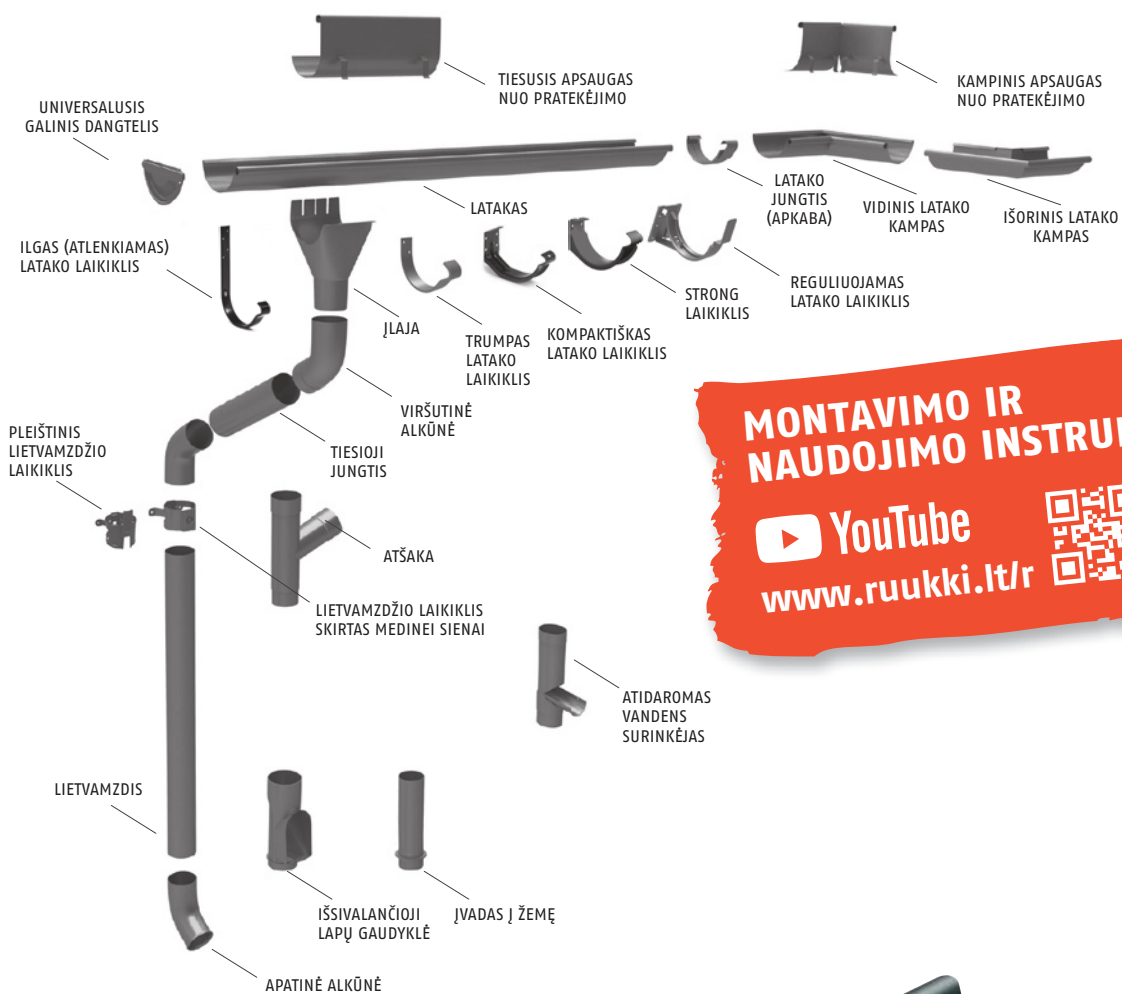 TIESUSIS APSAUGAS
NUO PRATEKĖJIMO
KAMPINIS APSAUGAS
NUO PRATEKĖJIMO
UNIVERSALUSIS
GALINIS DANGTELIS
LATAKAS
LATAKO
JUNGTIS
(APKABA)
VIDINIS LATAKO
KAMPAS
IŠORINIS LATAKO
KAMPAS
ILGAS (ATLENKIAMAS)
LATAKO LAIKIKLIS
ĮLAJA
TRUMPAS
LATAKO
LAIKIKLIS
KOMPAKTIŠKAS
LATAKO LAIKIKLIS
STRONG
LAIKIKLIS
REGULIUOJAMAS
LATAKO LAIKIKLIS
VIRŠUTINĖ
ALKŪNĖ
TIESIOJI
JUNGTIS
PLEIŠTINIS
LIETVAMZDŽIO
LAIKIKLIS
MONTAVIMO IR
NAUDOJIMO INSTRU
YouTube
www.ruukki.lt/r
ATŠAKA
LIETVAMZDŽIO LAIKIKLIS
SKIRTAS MEDINEI SIENAI
ATIDAROMAS
VANDENS
SURINKĖJAS
LIETVAMZDIS
IŠSIVALANČIOJI
LAPŲ GAUDYKLĖ
ĮVADAS Į ŽEMĘ
APATINĖ ALKŪNĖ